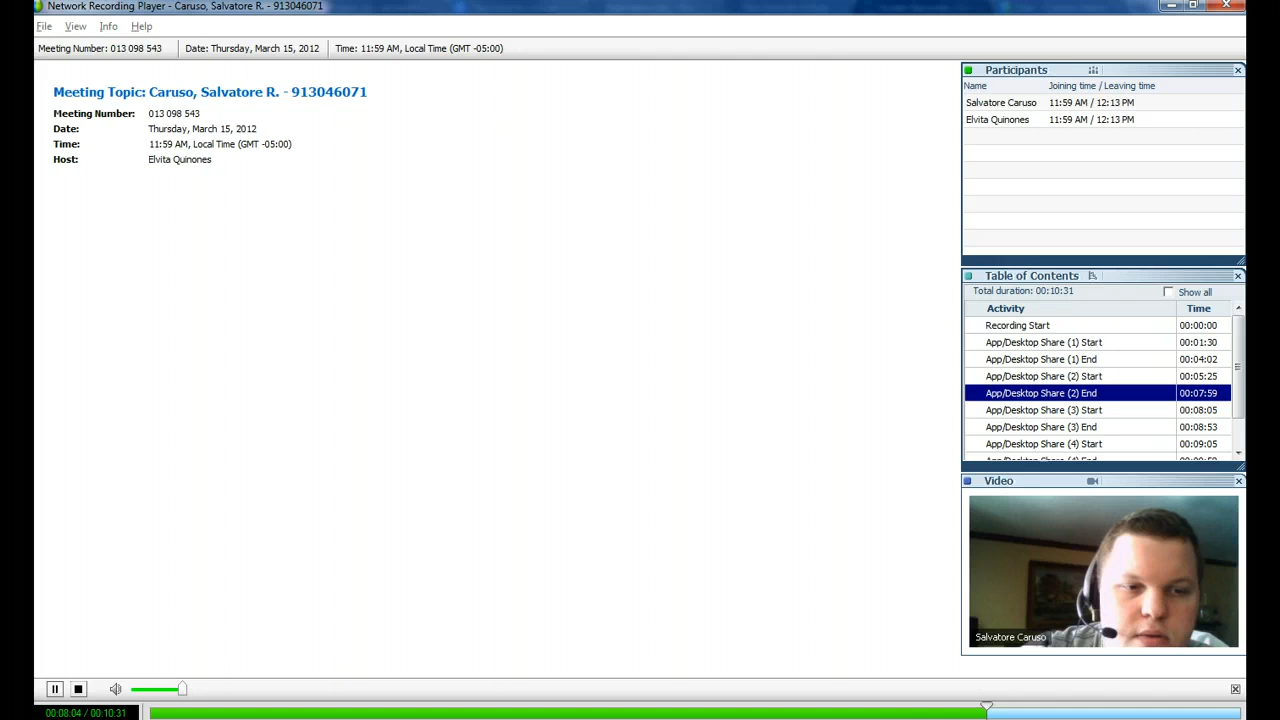 Network Recording Player - Caruso, Salvatore R. - 913046071
File View Info Help
Meeting Number: 013 098 543 Date: Thursday, March 15, 2012 Time: 11:59 AM, Local Time (GMT -05:00)
Meeting Topic: Caruso, Salvatore R. - 913046071
Meeting Number: 013 098 543
Date: Thursday, March 15, 2012
Time: 11:59 AM, Local Time (GMT -05:00)
Host: Elvita Quinones
Participants
Name Joining time / Leaving time
Salvatore Caruso 11:59 AM / 12:13 PM
Elvita Quinones 11:59 AM / 12:13 PM
Table of Contents
Total duration: 00:10:31 Show all
Activity Time
Recording Start 00:00:00
App/Desktop Share (1) Start 00:01:30
App/Desktop Share (1) End 00:04:02
App/Desktop Share (2) Start 00:05:25
App/Desktop Share (2) End 00:07:59
App/Desktop Share (3) Start 00:08:05
App/Desktop Share (3) End 00:08:53
App/Desktop Share (4) Start 00:09:05
App/Desktop Share (4) End
Video
Salvatore Caruso
00:08:04 / 00:10:31